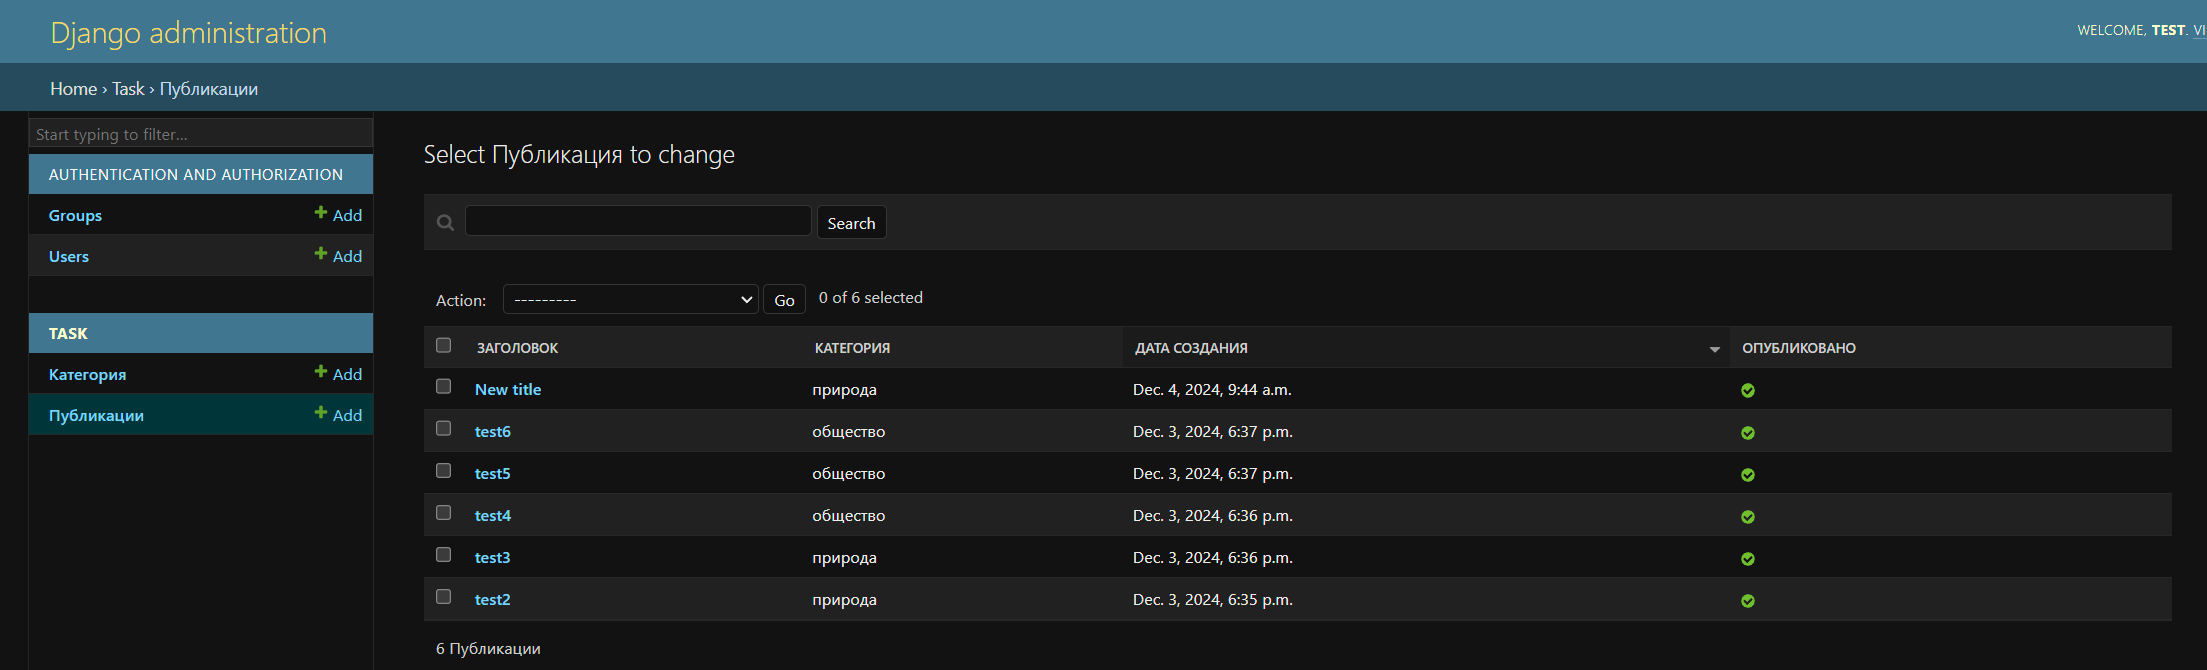 Django administration
WELCOME, TEST. VI
Home › Task › Публикации
Start typing to filter...
AUTHENTICATION AND AUTHORIZATION
Groups + Add
Users + Add
TASK
Категория + Add
Публикации + Add
Select Публикация to change
Search
Action: --------- Go 0 of 6 selected
ЗАГОЛОВОК КАТЕГОРИЯ ДАТА СОЗДАНИЯ ОПУБЛИКОВАНО
New title природа Dec. 4, 2024, 9:44 a.m.
test6 общество Dec. 3, 2024, 6:37 p.m.
test5 общество Dec. 3, 2024, 6:37 p.m.
test4 общество Dec. 3, 2024, 6:36 p.m.
test3 природа Dec. 3, 2024, 6:36 p.m.
test2 природа Dec. 3, 2024, 6:35 p.m.
6 Публикации